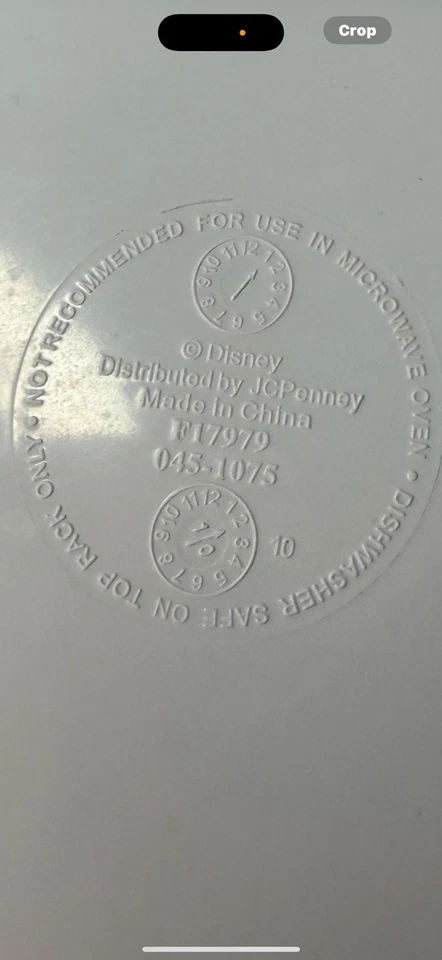 Crop
NOT RECOMMENDED FOR USE IN MICROWAVE OVEN • DISHWASHER SAFE ON TOP RACK ONLY •
9 10 11 12 1 2 3 4 5 6 7 8
© Disney
Distributed by JCPenney
Made in China
F17979
045-1075
9 10 11 12 1 2 3 4 5 6 7 8
10